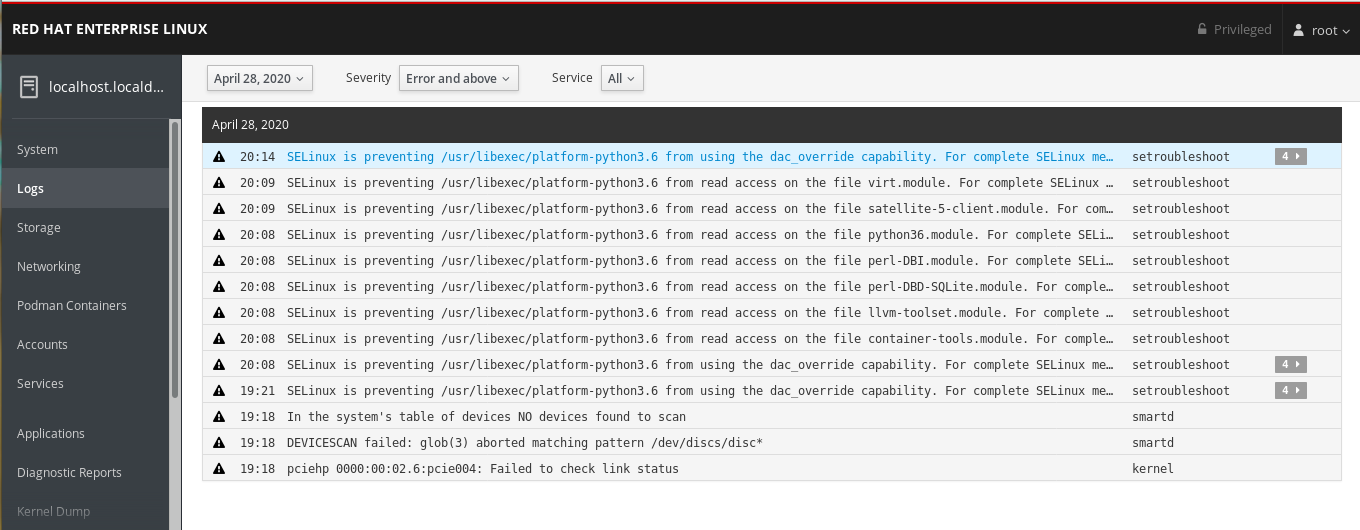 RED HAT ENTERPRISE LINUX
Privileged
root
localhost.locald...
April 28, 2020
Severity
Error and above
Service
All
System
Logs
Storage
Networking
Podman Containers
Accounts
Services
Applications
Diagnostic Reports
Kernel Dump
April 28, 2020
20:14 SELinux is preventing /usr/libexec/platform-python3.6 from using the dac_override capability. For complete SELinux me… setroubleshoot 4
20:09 SELinux is preventing /usr/libexec/platform-python3.6 from read access on the file virt.module. For complete SELinux … setroubleshoot
20:09 SELinux is preventing /usr/libexec/platform-python3.6 from read access on the file satellite-5-client.module. For com… setroubleshoot
20:08 SELinux is preventing /usr/libexec/platform-python3.6 from read access on the file python36.module. For complete SELi… setroubleshoot
20:08 SELinux is preventing /usr/libexec/platform-python3.6 from read access on the file perl-DBI.module. For complete SELi… setroubleshoot
20:08 SELinux is preventing /usr/libexec/platform-python3.6 from read access on the file perl-DBD-SQLite.module. For comple… setroubleshoot
20:08 SELinux is preventing /usr/libexec/platform-python3.6 from read access on the file llvm-toolset.module. For complete … setroubleshoot
20:08 SELinux is preventing /usr/libexec/platform-python3.6 from read access on the file container-tools.module. For comple… setroubleshoot
20:08 SELinux is preventing /usr/libexec/platform-python3.6 from using the dac_override capability. For complete SELinux me… setroubleshoot 4
19:21 SELinux is preventing /usr/libexec/platform-python3.6 from using the dac_override capability. For complete SELinux me… setroubleshoot 4
19:18 In the system's table of devices NO devices found to scan smartd
19:18 DEVICESCAN failed: glob(3) aborted matching pattern /dev/discs/disc* smartd
19:18 pciehp 0000:00:02.6:pcie004: Failed to check link status kernel